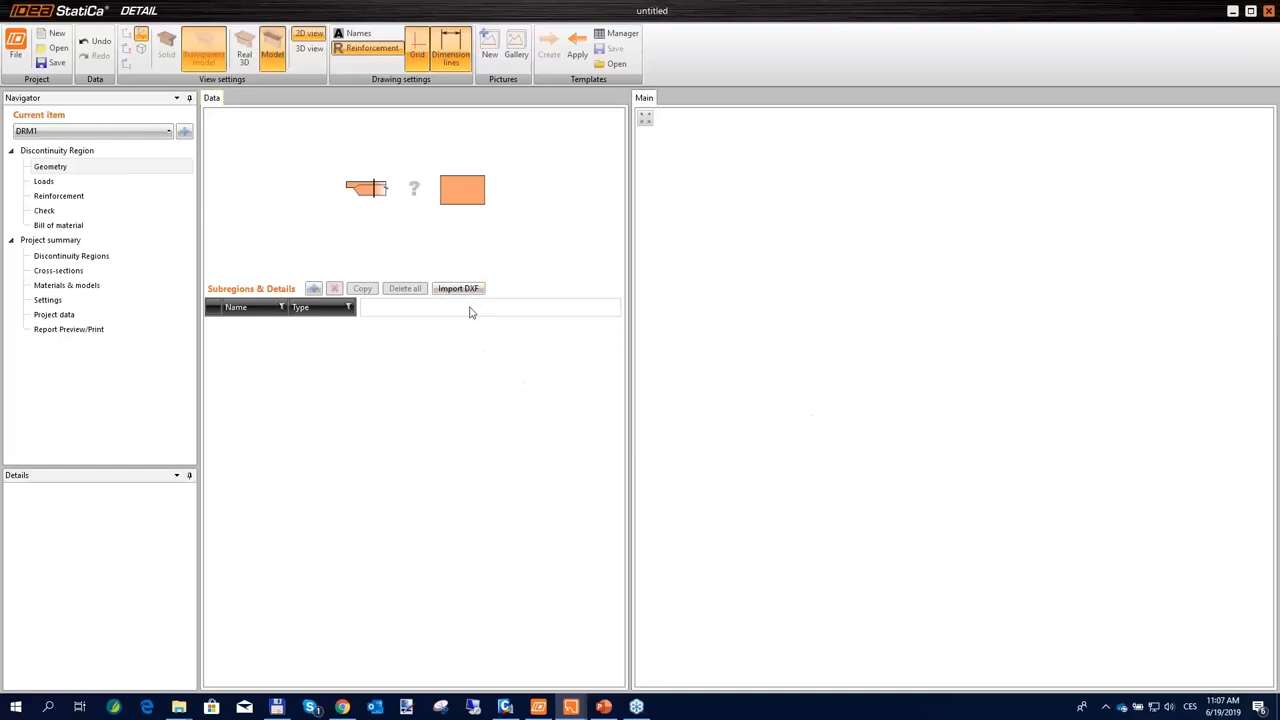 IDEA StatiCa® DETAIL
untitled
File
New
Open
Save
Project
Undo
Redo
Data
Solid
Transparent model
Real 3D
Model
2D view
3D view
View settings
A Names
R Reinforcement
Grid
Dimension lines
Drawing settings
New
Gallery
Pictures
Create
Apply
Manager
Save
Open
Templates
Navigator
Current item
DRM1
Discontinuity Region
Geometry
Loads
Reinforcement
Check
Bill of material
Project summary
Discontinuity Regions
Cross-sections
Materials & models
Settings
Project data
Report Preview/Print
Details
Data
?
Subregions & Details Copy Delete all Import DXF
Name Type
Main
CES
11:07 AM
6/19/2019